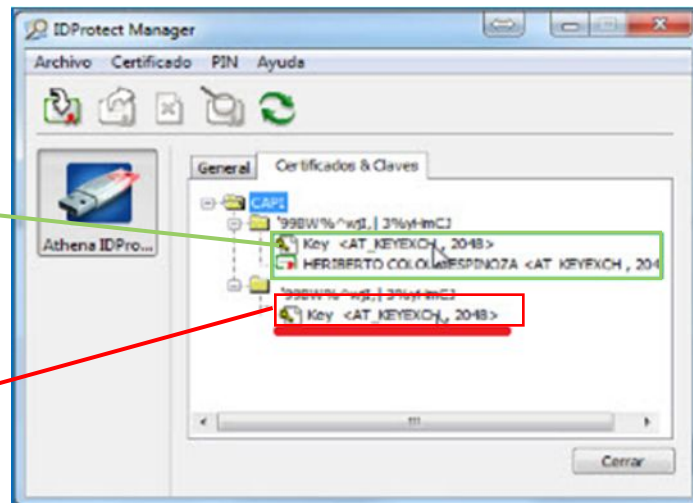 IDProtect Manager
Archivo Certificado PIN Ayuda
General Certificados & Claves
CAPI
Athena IDPro...
Key <AT_KEYEXCH , 2048>
HERIBERTO ESPINOZA <AT_KEYEXCH , 204
Key <AT_KEYEXCH , 2048>
Cerrar